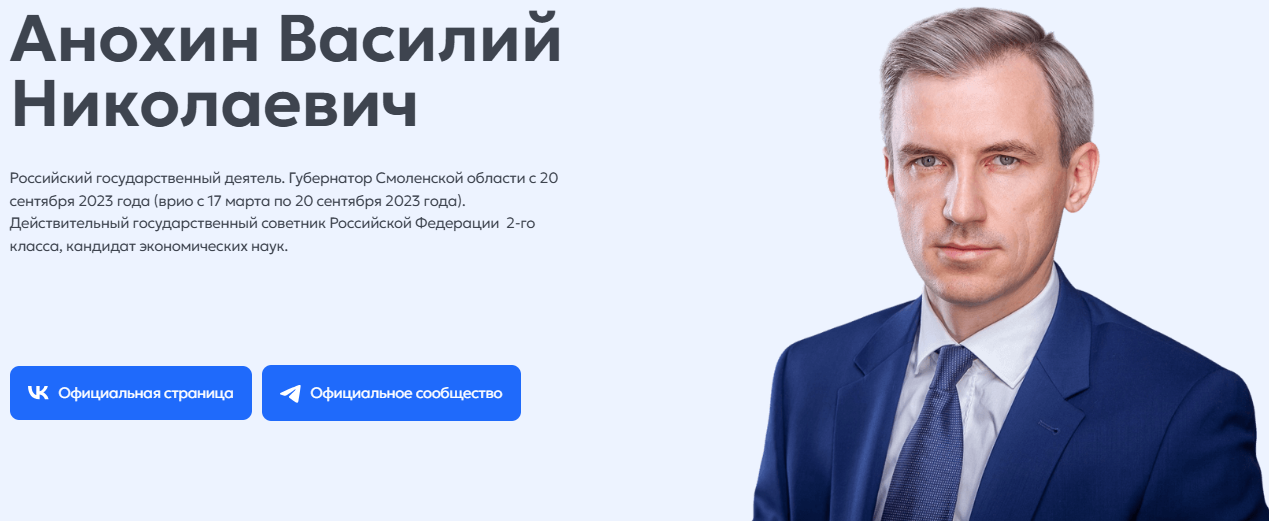 Анохин Василий
Николаевич
Российский государственный деятель. Губернатор Смоленской области с 20
сентября 2023 года (врио с 17 марта по 20 сентября 2023 года).
Действительный государственный советник Российской Федерации  2-го
класса, кандидат экономических наук.
Официальная страница
Официальное сообщество